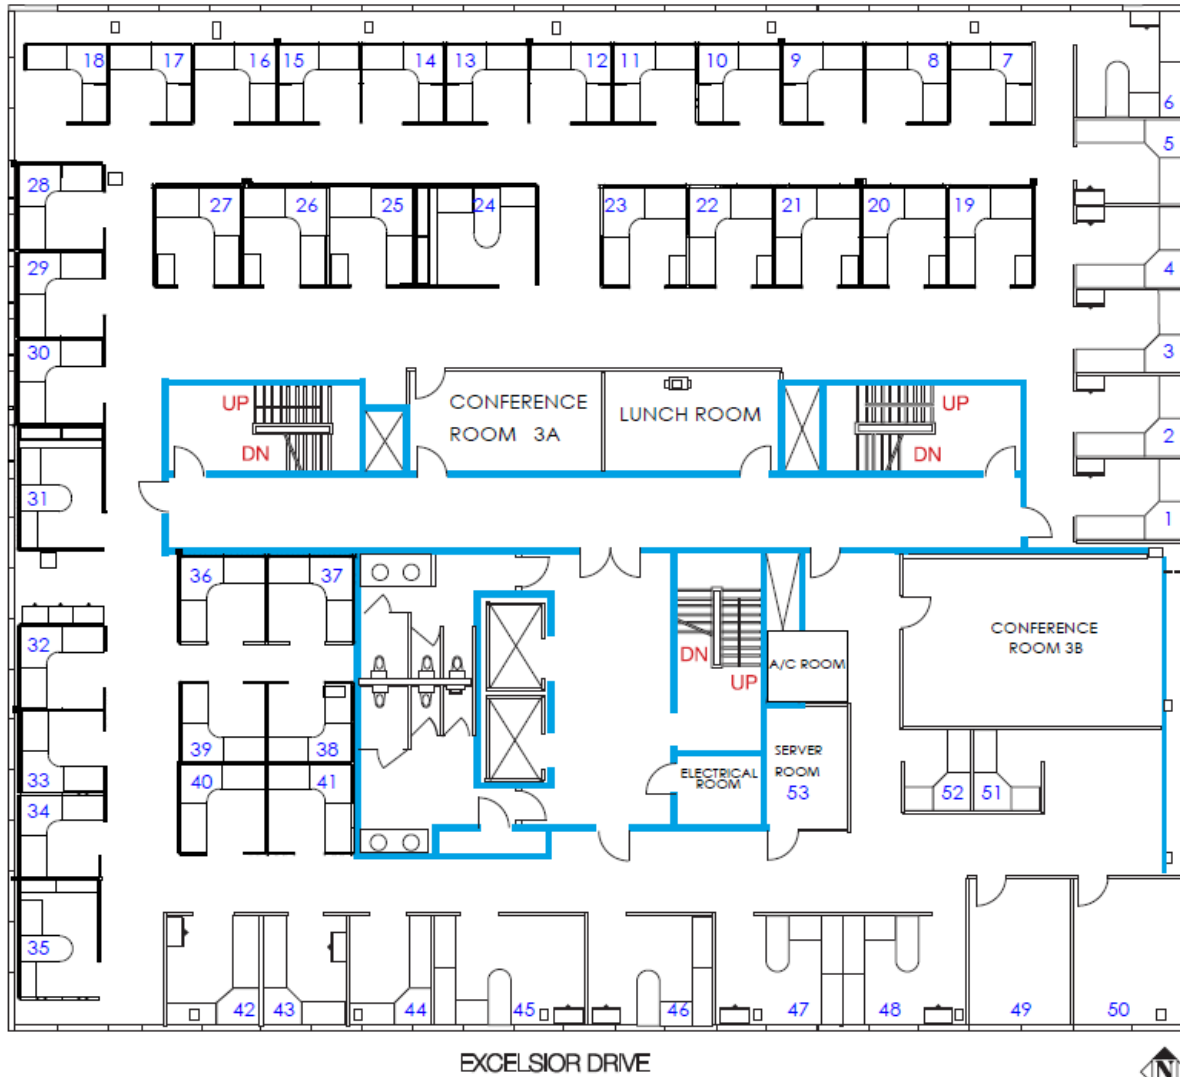 18 17 16 15 14 13 12 11 10 9 8 7
6
5
28 27 26 25 24 23 22 21 20 19
29
4
30
3
UP
CONFERENCE
ROOM 3A
LUNCH ROOM
UP
DN
DN
2
31
1
36 37
32
CONFERENCE
ROOM 3B
DN
UP
A/C ROOM
39 38
SERVER
ROOM
53
ELECTRICAL
ROOM
33
40 41
52 51
34
35
42 43 44 45 46 47 48 49 50
EXCELSIOR DRIVE
N